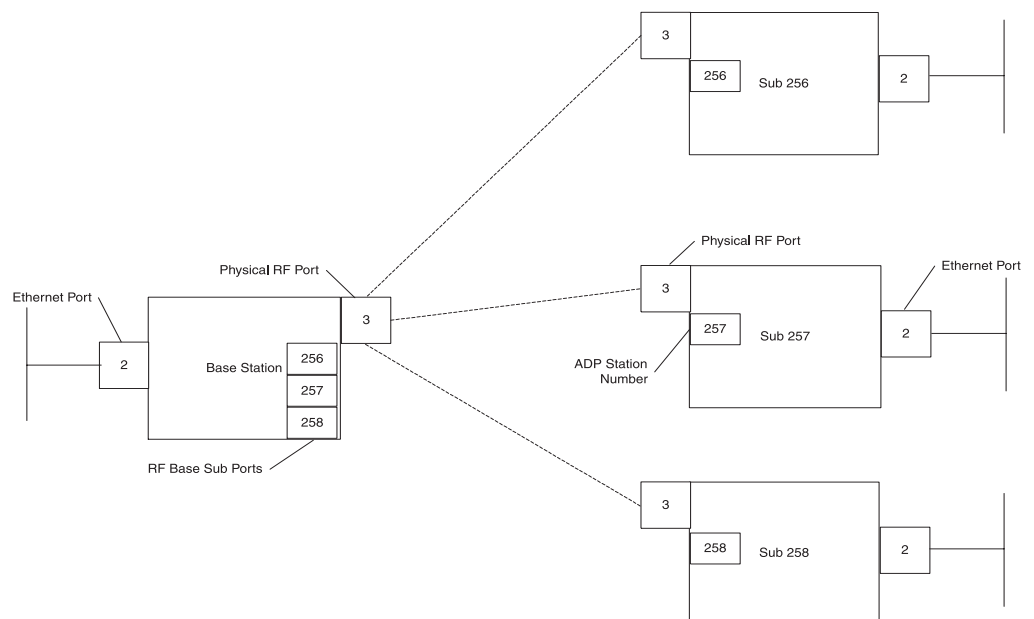 3
256
Sub 256
2
Physical RF Port
Ethernet Port
3
257
Sub 257
2
ADP Station
Number
Physical RF Port
Ethernet Port
3
2
Base Station
256
257
258
RF Base Sub Ports
3
258
Sub 258
2